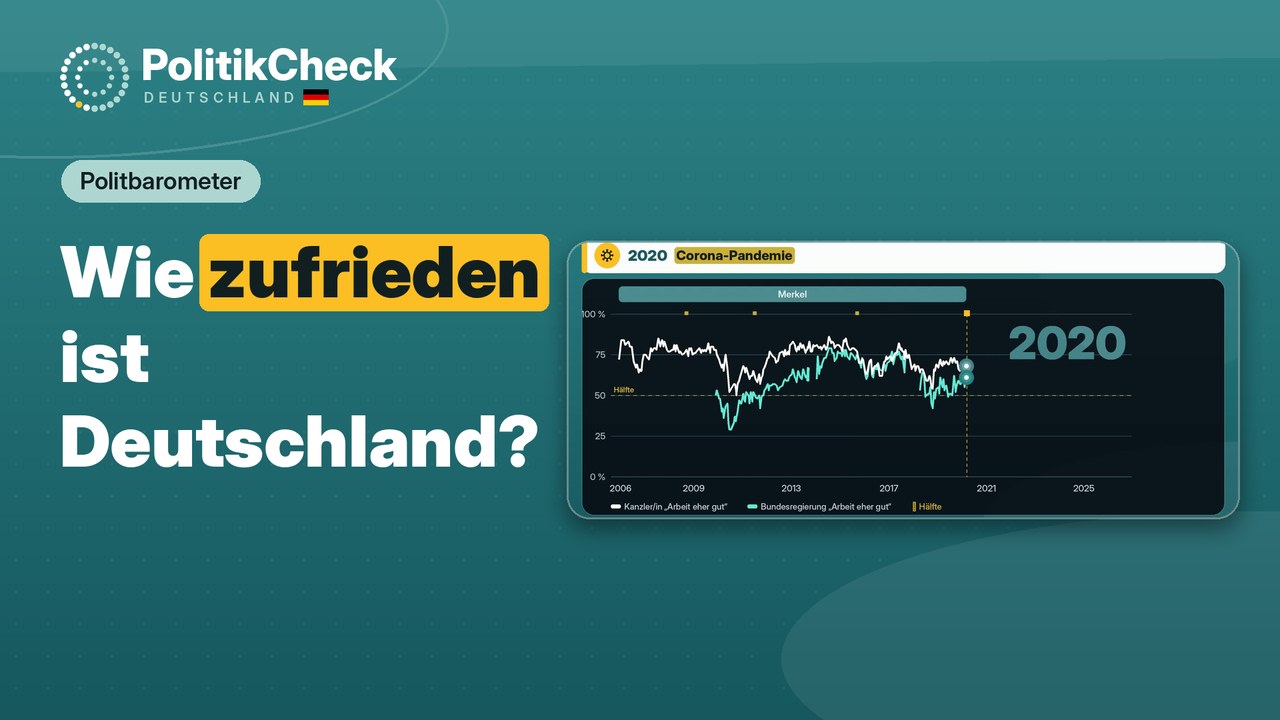 PolitikCheck
DEUTSCHLAND
Politbarometer
Wie zufrieden
ist
Deutschland?
2020 Corona-Pandemie
Merkel
100 %
2020
75
Hälfte
50
25
0 %
2006 2009 2013 2017 2021 2025
Kanzler/in „Arbeit eher gut“ Bundesregierung „Arbeit eher gut“ Hälfte